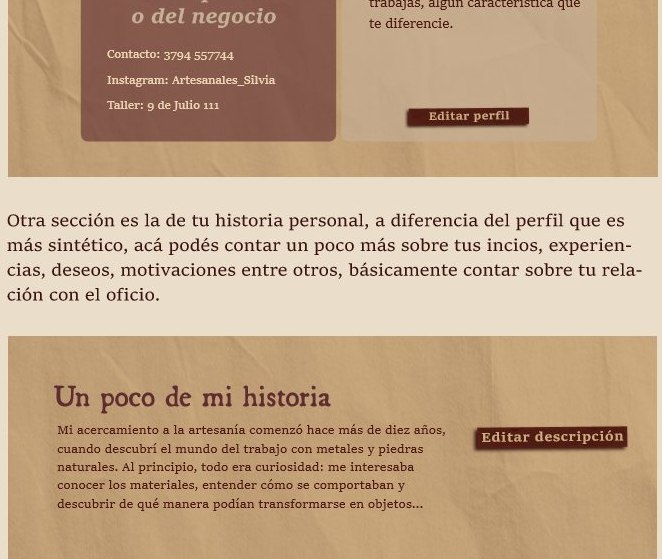 o del negocio
Contacto: 3794 557744
Instagram: Artesanales_Silvia
Taller: 9 de Julio 111
trabajas, algún característica que
te diferencie.
Editar perfil
Otra sección es la de tu historia personal, a diferencia del perfil que es
más sintético, acá podés contar un poco más sobre tus incios, experien-
cias, deseos, motivaciones entre otros, básicamente contar sobre tu rela-
ción con el oficio.
Un poco de mi historia
Mi acercamiento a la artesanía comenzó hace más de diez años,
cuando descubrí el mundo del trabajo con metales y piedras
naturales. Al principio, todo era curiosidad: me interesaba
conocer los materiales, entender cómo se comportaban y
descubrir de qué manera podían transformarse en objetos...
Editar descripción